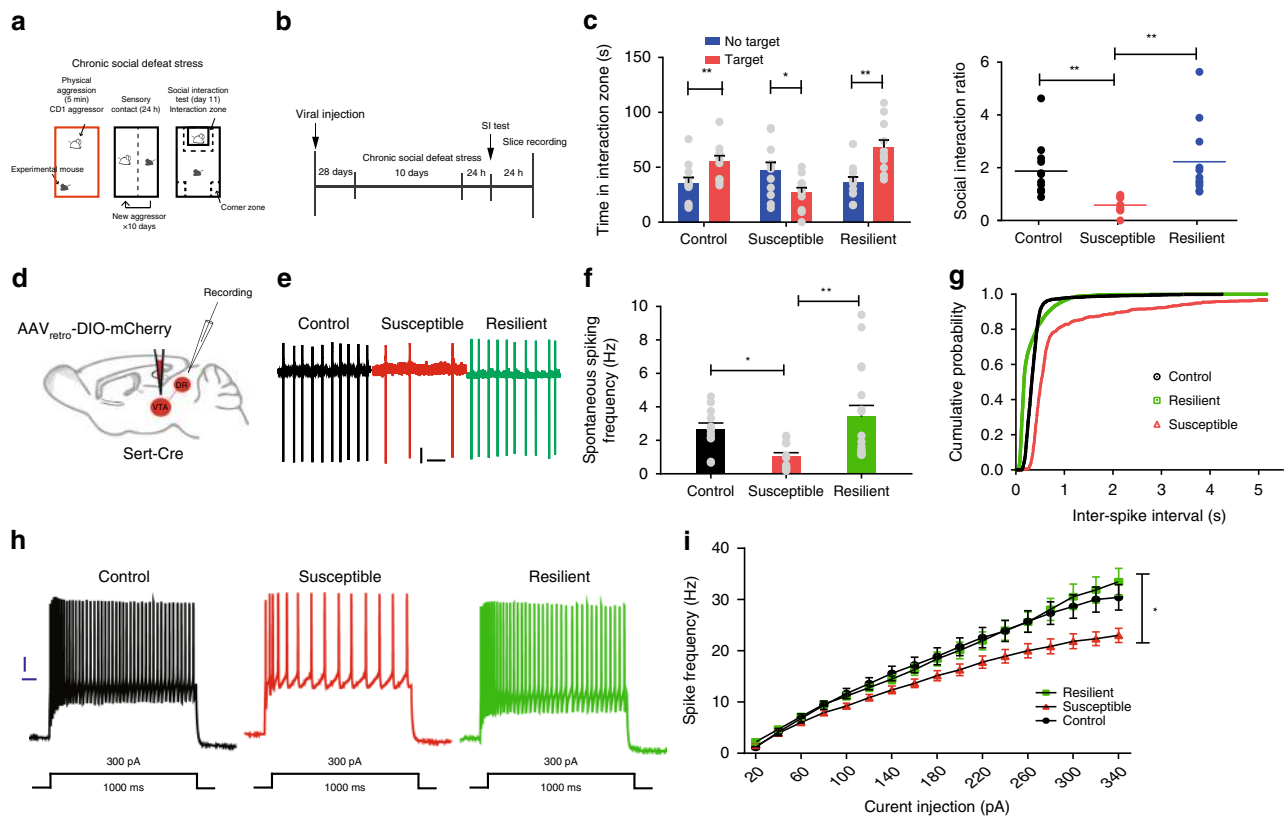 a
Chronic social defeat stress
Physical
aggression
(5 min)
CD1 aggressor
Sensory
contact (24 h)
Social interaction
test (day 11)
Interaction zone
Experimental mouse
New aggressor
×10 days
Corner zone
b
Viral injection
SI test
Slice recording
Chronic social defeat stress
28 days
10 days
24 h
24 h
c
No target
Target
Time in interaction zone (s)
150
100
50
0
**
*
**
Control
Susceptible
Resilient
Social interaction ratio
6
4
2
0
**
**
Control
Susceptible
Resilient
d
Recording
AAVretro-DIO-mCherry
DR
VTA
Sert-Cre
e
Control
Susceptible
Resilient
f
Spontaneous spiking
frequency (Hz)
10
8
6
4
2
0
*
**
Control
Susceptible
Resilient
g
Cumulative probability
1.0
0.8
0.6
0.4
0.2
0.0
Control
Resilient
Susceptible
0
1
2
3
4
5
Inter-spike interval (s)
h
Control
Susceptible
Resilient
300 pA
1000 ms
300 pA
1000 ms
300 pA
1000 ms
i
Spike frequency (Hz)
40
30
20
10
0
*
Resilient
Susceptible
Control
20
60
100
140
180
220
260
300
340
Curent injection (pA)